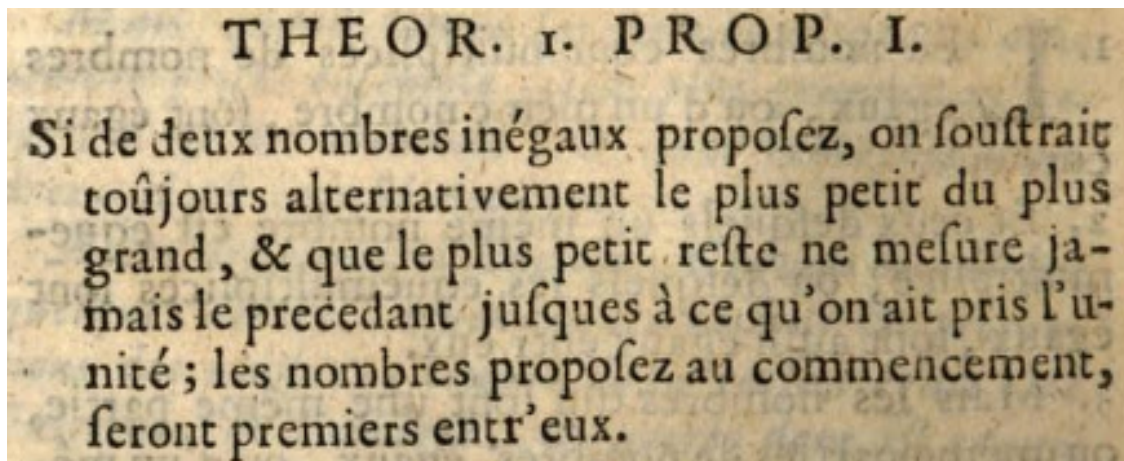 THEOR. 1. PROP. I.
Si de deux nombres inégaux propoſez, on ſouſtrait
toûjours alternativement le plus petit du plus
grand, & que le plus petit reſte ne meſure ja-
mais le precedant juſques à ce qu'on ait pris l'u-
nité; les nombres propoſez au commencement,
ſeront premiers entr'eux.